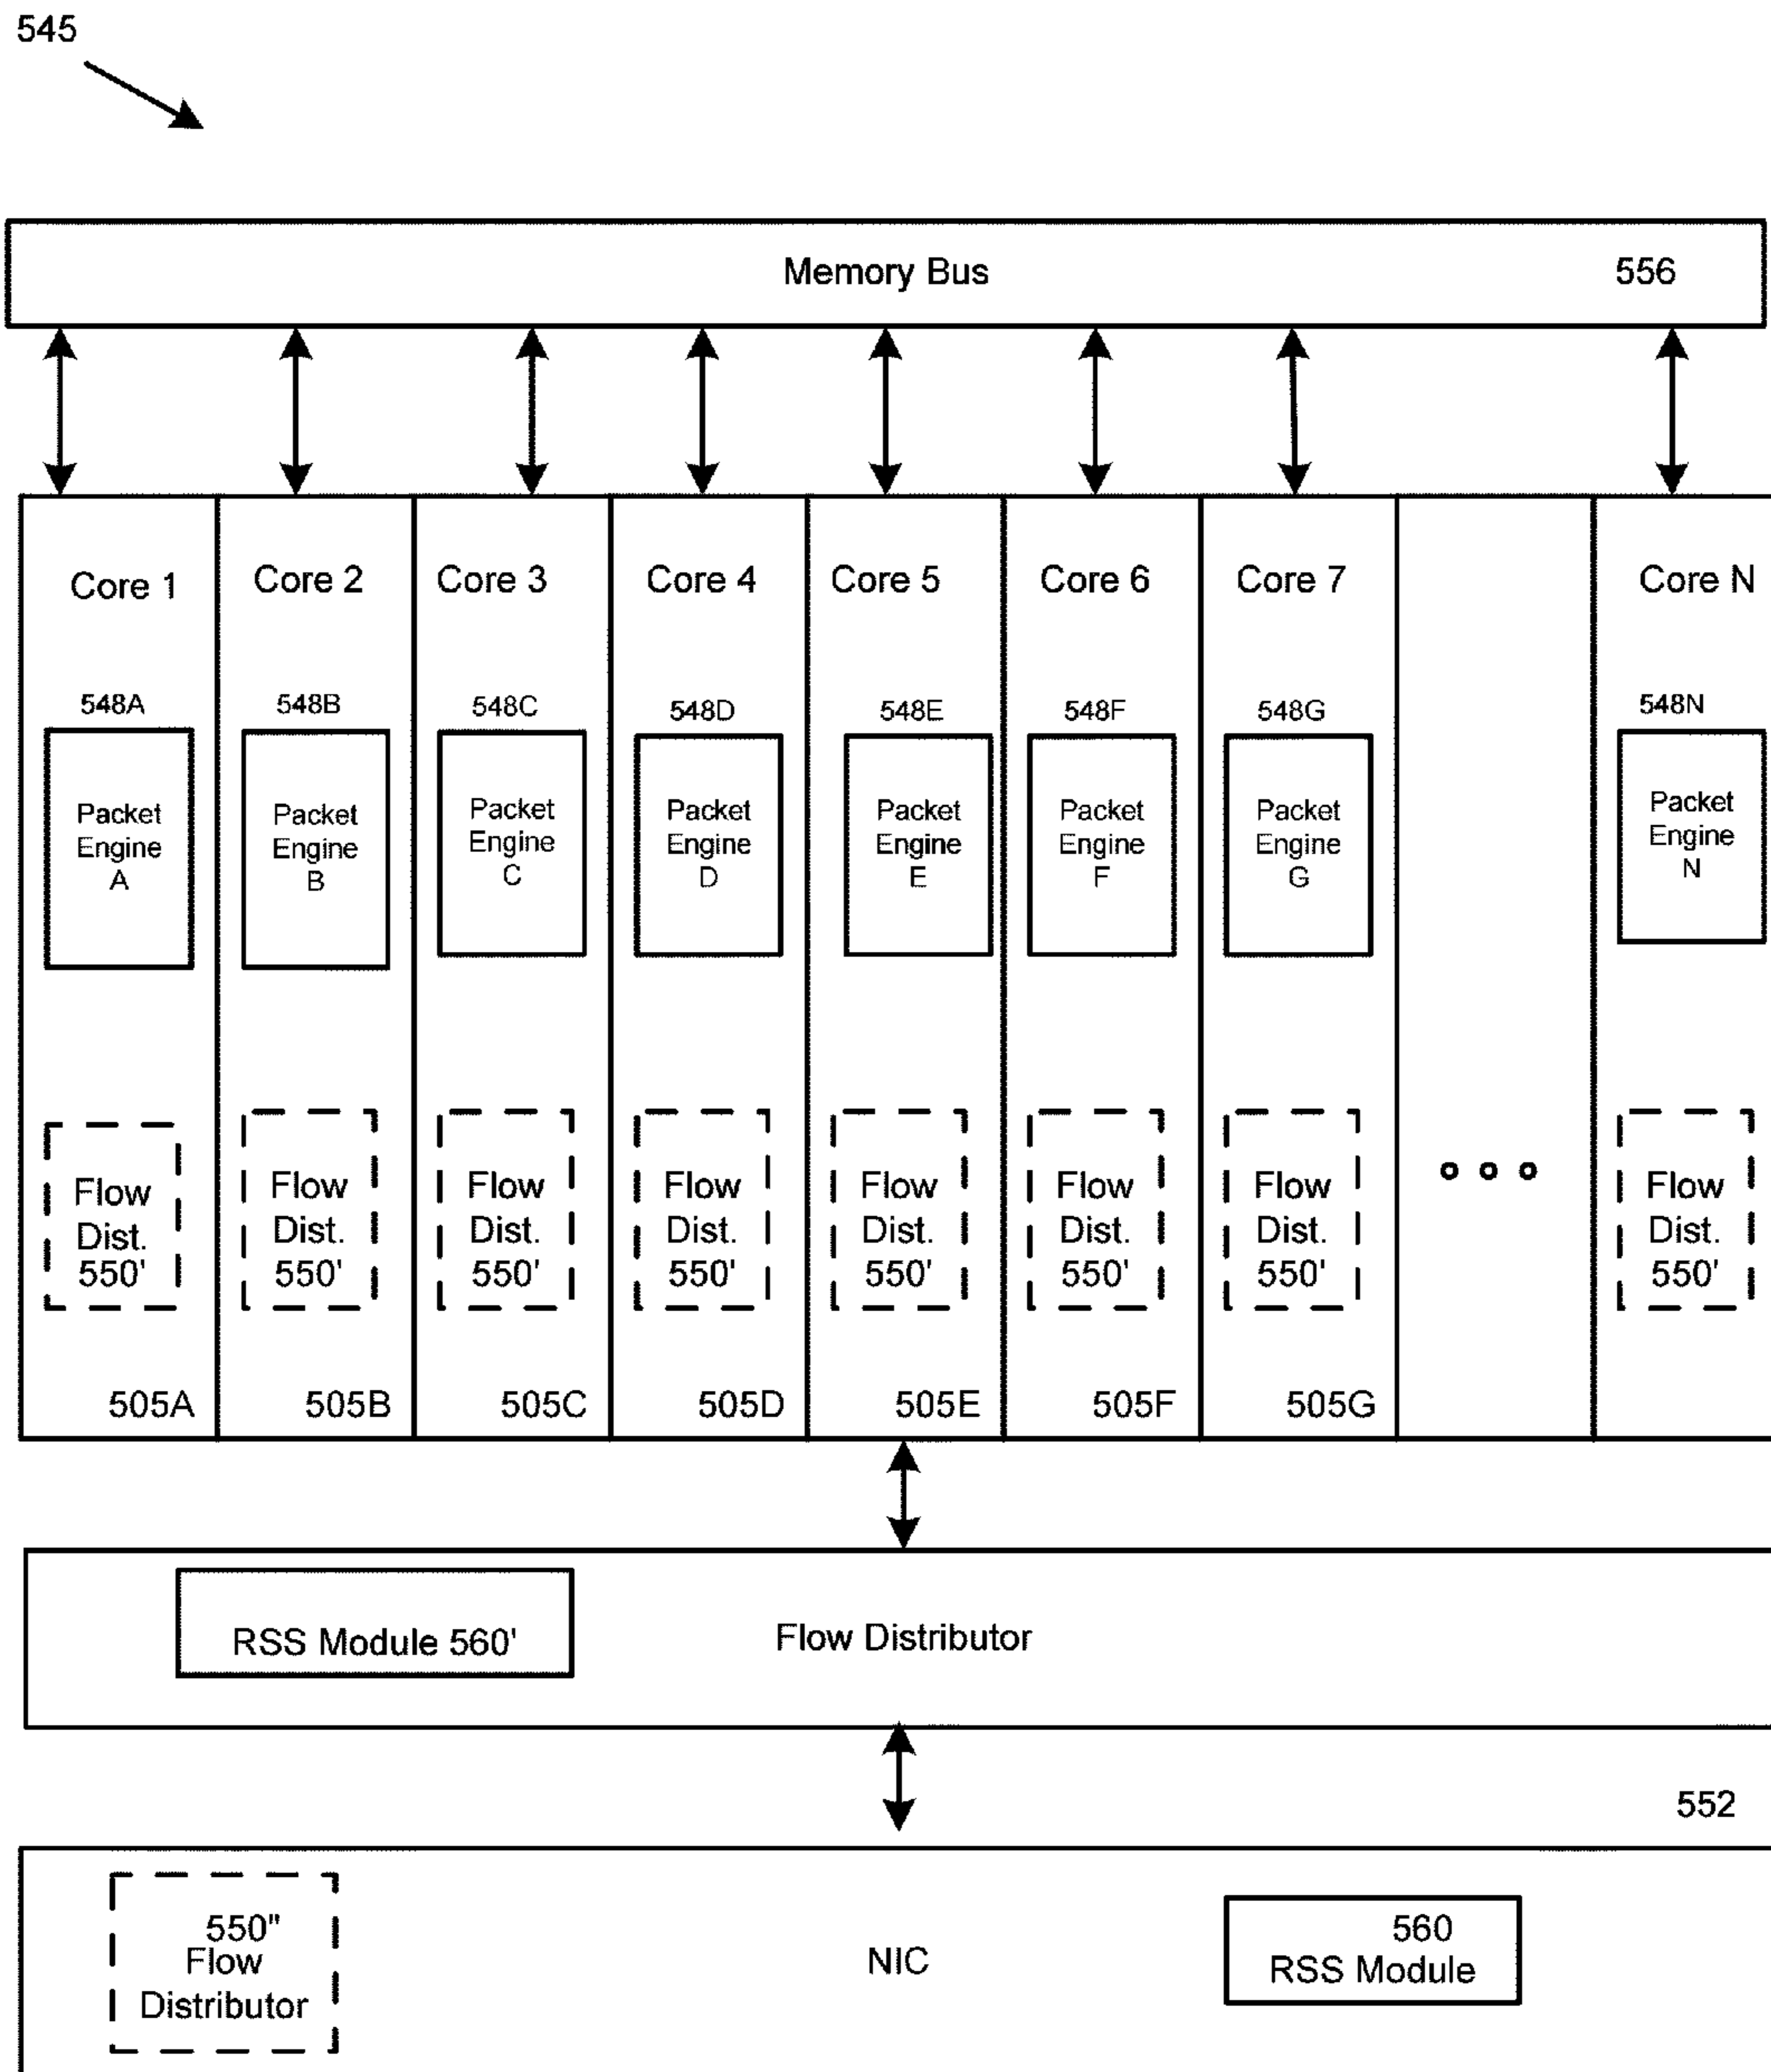 545
Memory Bus 556
Core 1 Core 2 Core 3 Core 4 Core 5 Core 6 Core 7 Core N
548A 548B 548C 548D 548E 548F 548G 548N
Packet Packet Packet Packet Packet Packet Packet Packet
Engine Engine Engine Engine Engine Engine Engine Engine
A B C D E F G N
Flow Flow Flow Flow Flow Flow Flow Flow
Dist. Dist. Dist. Dist. Dist. Dist. Dist. Dist.
550' 550' 550' 550' 550' 550' 550' 550'
505A 505B 505C 505D 505E 505F 505G
RSS Module 560' Flow Distributor
552
550"
Flow
Distributor
NIC
560
RSS Module